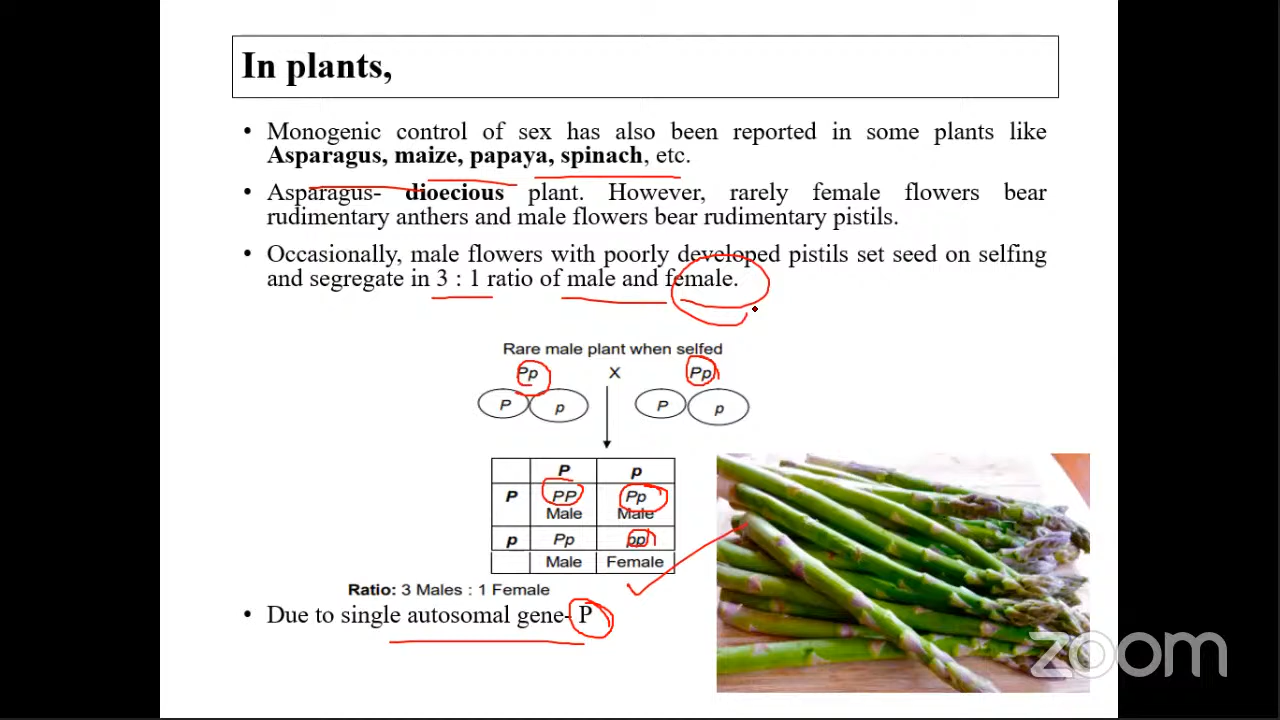 In plants,
• Monogenic control of sex has also been reported in some plants like
Asparagus, maize, papaya, spinach, etc.
• Asparagus- dioecious plant. However, rarely female flowers bear
rudimentary anthers and male flowers bear rudimentary pistils.
• Occasionally, male flowers with poorly developed pistils set seed on selfing
and segregate in 3 : 1 ratio of male and female.
Rare male plant when selfed
Pp X Pp
P p P p
P p
P PP Pp
Male Male
p Pp pp
Male Female
Ratio: 3 Males : 1 Female
• Due to single autosomal gene- P
zoom